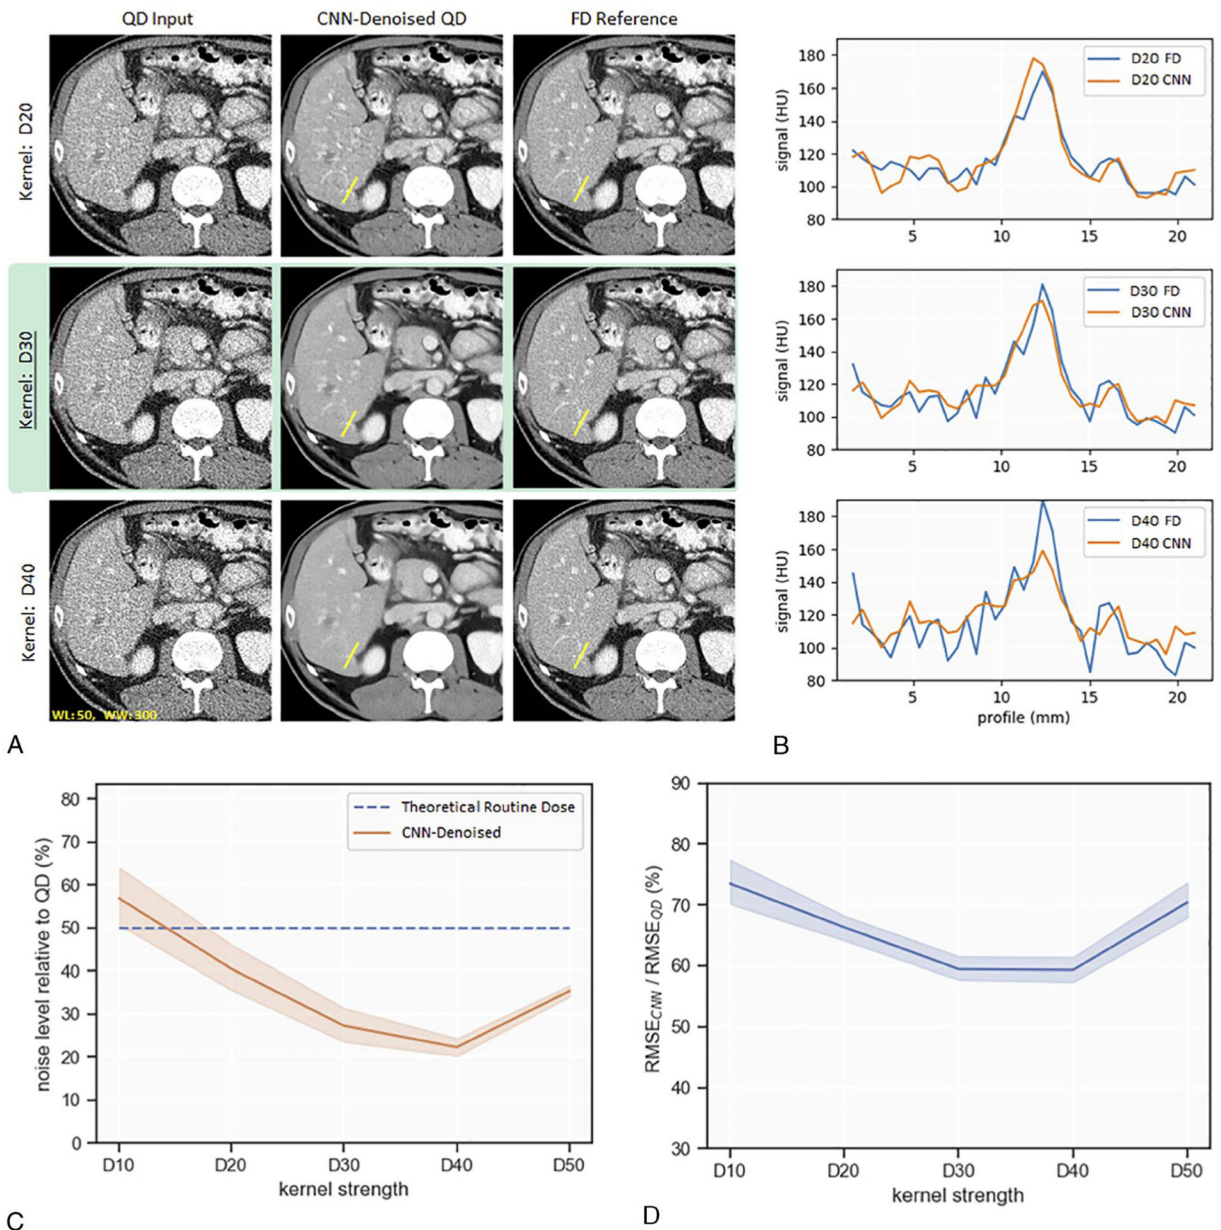 QD Input CNN-Denoised QD FD Reference
Kernel: D20
Kernel: D30
Kernel: D40
WL:50, WW:300
A
180
160
140
120
100
80
signal (HU)
D20 FD
D20 CNN
5 10 15 20
180
160
140
120
100
80
signal (HU)
D30 FD
D30 CNN
5 10 15 20
180
160
140
120
100
80
signal (HU)
D40 FD
D40 CNN
5 10 15 20
profile (mm)
B
80
70
60
50
40
30
20
10
0
noise level relative to QD (%)
Theoretical Routine Dose
CNN-Denoised
D10 D20 D30 D40 D50
kernel strength
C
90
80
70
60
50
40
30
RMSE_CNN / RMSE_QD (%)
D10 D20 D30 D40 D50
kernel strength
D